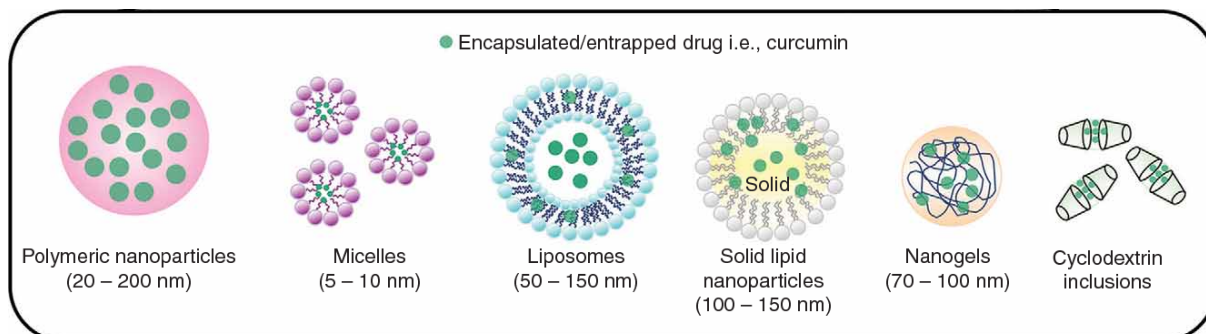 Encapsulated/entrapped drug i.e., curcumin
Solid
Polymeric nanoparticles
(20 – 200 nm)
Micelles
(5 – 10 nm)
Liposomes
(50 – 150 nm)
Solid lipid
nanoparticles
(100 – 150 nm)
Nanogels
(70 – 100 nm)
Cyclodextrin
inclusions